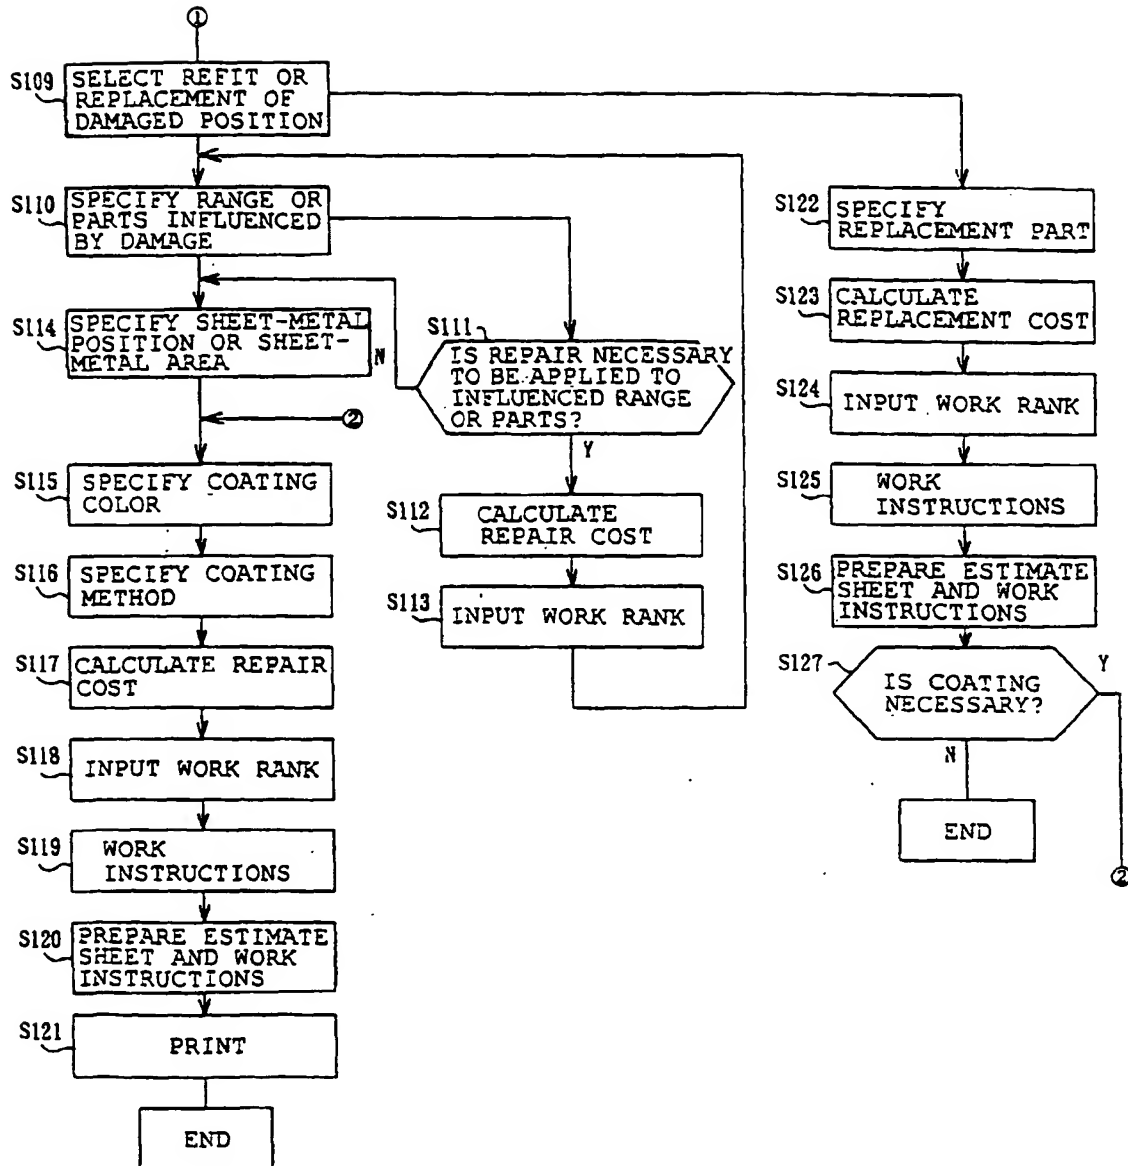 ①
S109
SELECT REFIT OR
REPLACEMENT OF
DAMAGED POSITION
S110
SPECIFY RANGE OR
PARTS INFLUENCED
BY DAMAGE
S114
SPECIFY SHEET-METAL
POSITION OR SHEET-
METAL AREA
N
②
S115
SPECIFY COATING
COLOR
S116
SPECIFY COATING
METHOD
S117
CALCULATE REPAIR
COST
S118
INPUT WORK RANK
S119
WORK
INSTRUCTIONS
S120
PREPARE ESTIMATE
SHEET AND WORK
INSTRUCTIONS
S121
PRINT
END
S111
IS REPAIR NECESSARY
TO BE APPLIED TO
INFLUENCED RANGE
OR PARTS?
Y
S112
CALCULATE
REPAIR COST
S113
INPUT WORK RANK
S122
SPECIFY
REPLACEMENT PART
S123
CALCULATE
REPLACEMENT COST
S124
INPUT WORK RANK
S125
WORK
INSTRUCTIONS
S126
PREPARE ESTIMATE
SHEET AND WORK
INSTRUCTIONS
S127
IS COATING
NECESSARY?
Y
N
END
②